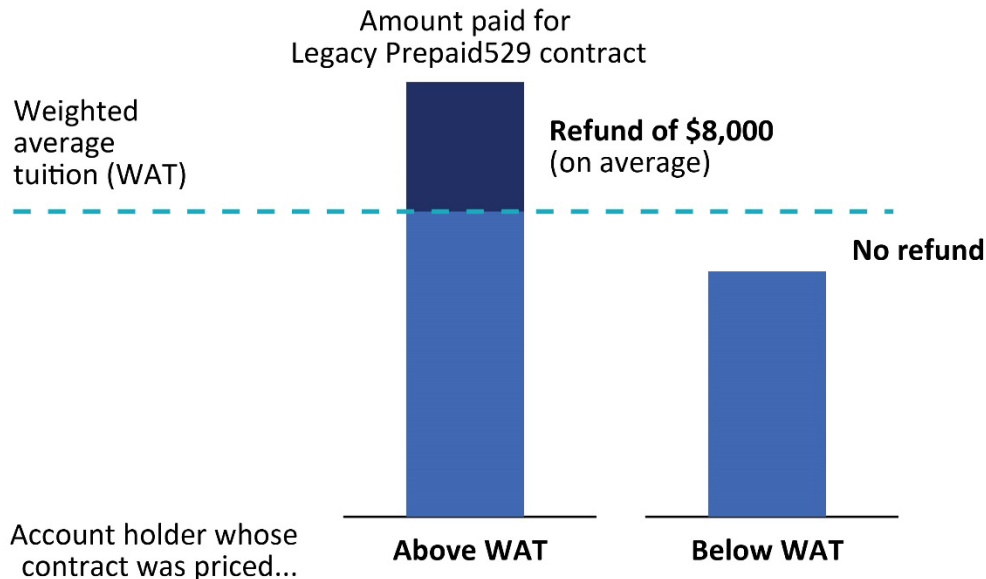 Amount paid for
Legacy Prepaid529 contract
Weighted
average
tuition (WAT)
Refund of $8,000
(on average)
No refund
Account holder whose
contract was priced...
Above WAT
Below WAT